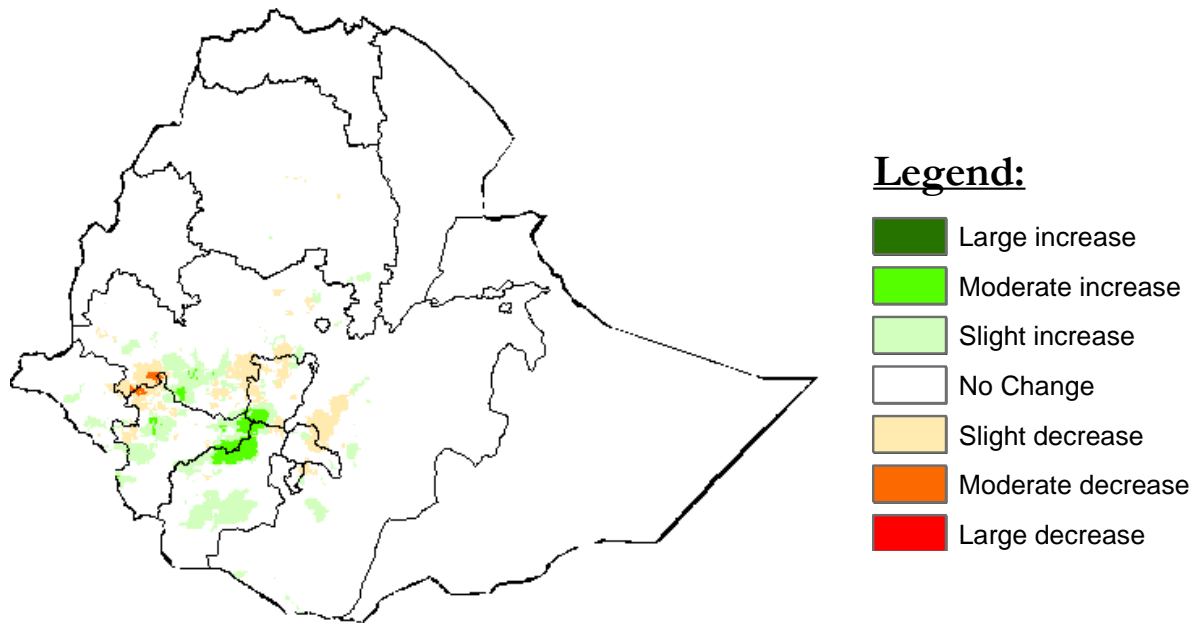 Legend:
Large increase
Moderate increase
Slight increase
No Change
Slight decrease
Moderate decrease
Large decrease